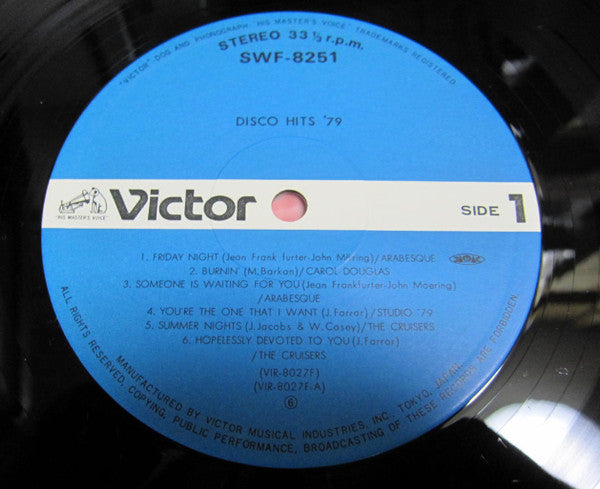 "VICTOR" DOG AND PHONOGRAPH "HIS MASTER'S VOICE" TRADEMARKS REGISTERED.
STEREO 33 ⅓ r.p.m.
SWF-8251
DISCO HITS '79
"HIS MASTER'S VOICE"
Victor
SIDE 1
1. FRIDAY NIGHT (Jean Frank furter-John Moering)/ARABESQUE
2. BURNIN' (M.Barkan)/CAROL DOUGLAS
3. SOMEONE IS WAITING FOR YOU (Jean Frankfurter-John Moering)
/ARABESQUE
4. YOU'RE THE ONE THAT I WANT (J.Farror)/STUDIO '79
5. SUMMER NIGHTS (J.Jacobs & W.Casey)/THE CRUISERS
6. HOPELESSLY DEVOTED TO YOU (J.Farrar)
/THE CRUISERS
(VIR-8027F)
(VIR-8027F-A)
6
MANUFACTURED BY VICTOR MUSICAL INDUSTRIES, INC. TOKYO, JAPAN.
ALL RIGHTS RESERVED. COPYING, PUBLIC PERFORMANCE, BROADCASTING OF THESE RECORDS ARE FORBIDDEN.